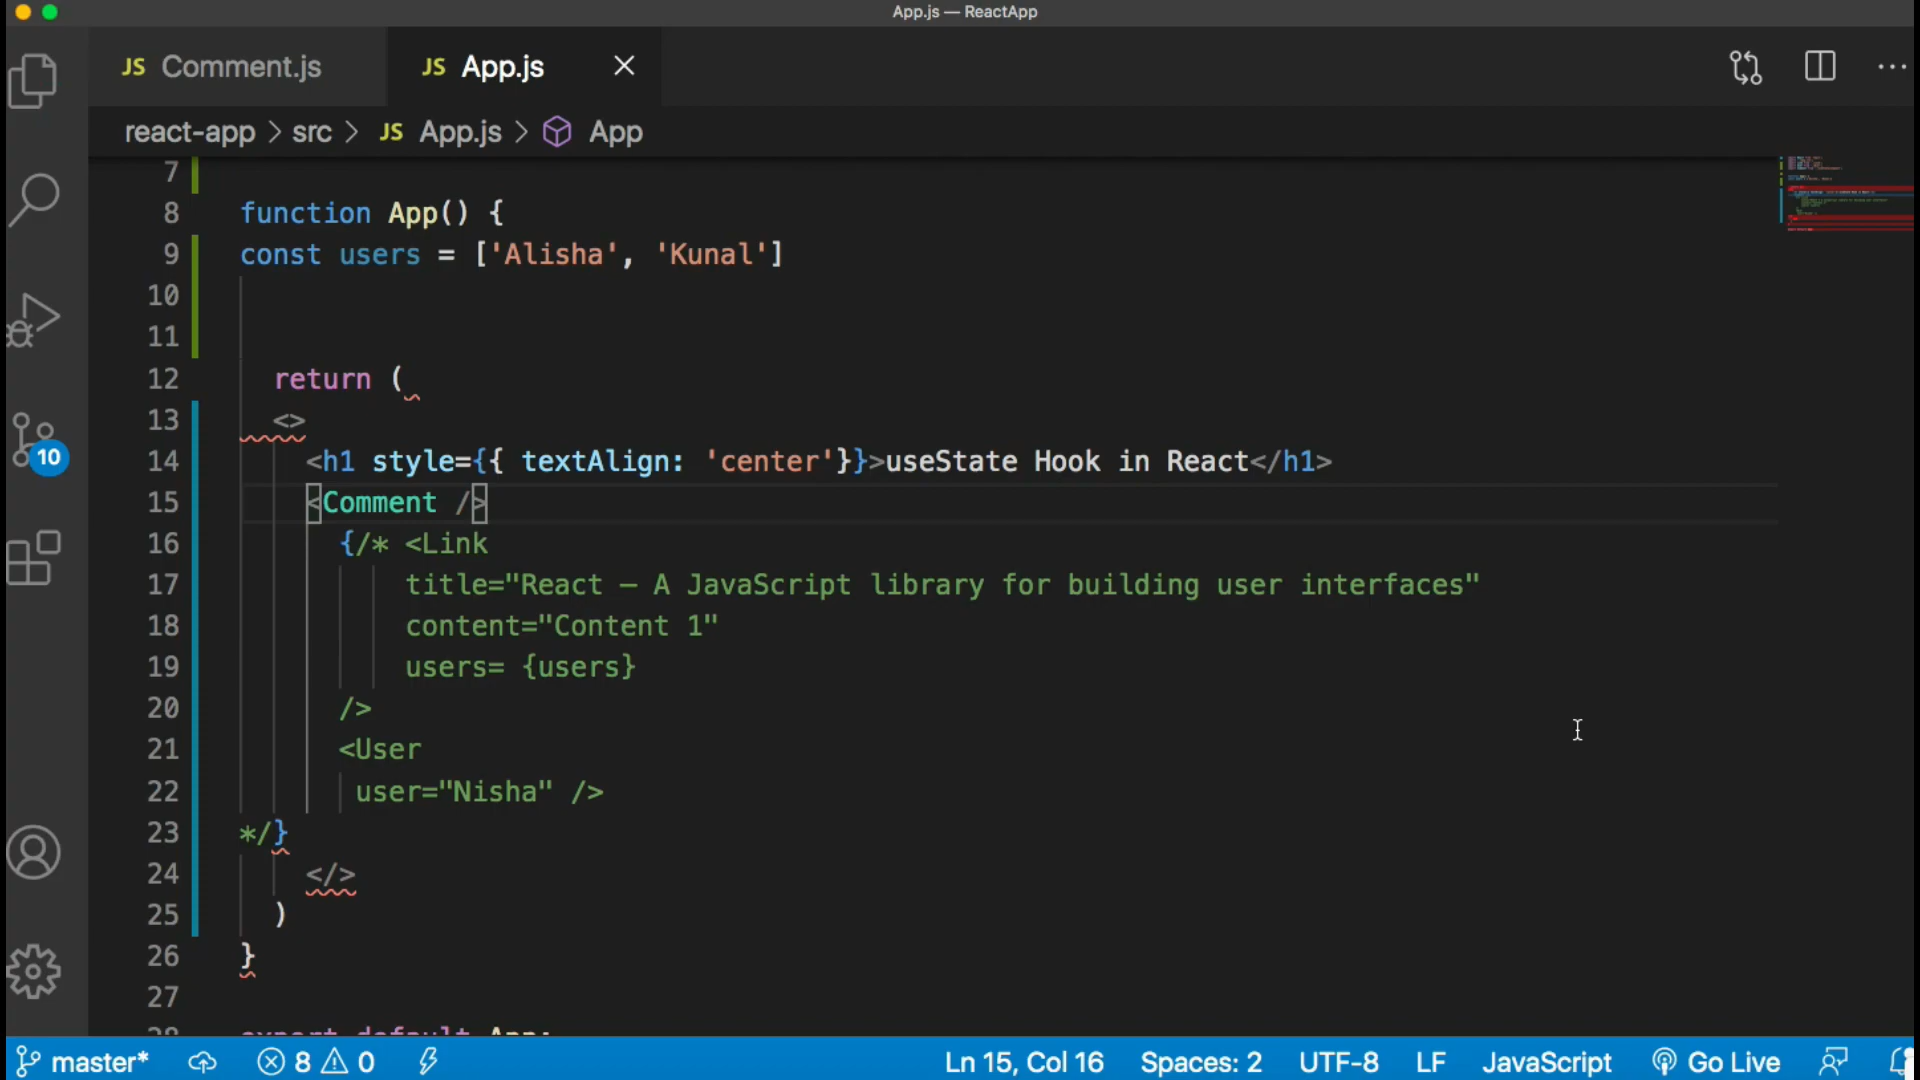 App.js — ReactApp
JS Comment.js
JS App.js
react-app > src > JS App.js > App
7
8 function App() {
9 const users = ['Alisha', 'Kunal']
10
11
12 return (
13 <>
14 <h1 style={{ textAlign: 'center'}}>useState Hook in React</h1>
15 <Comment />
16 {/* <Link
17 title="React – A JavaScript library for building user interfaces"
18 content="Content 1"
19 users= {users}
20 />
21 <User
22 user="Nisha" />
23 */}
24 </>
25 )
26 }
27
28 export default App;
10
master* 8 0 Ln 15, Col 16 Spaces: 2 UTF-8 LF JavaScript Go Live